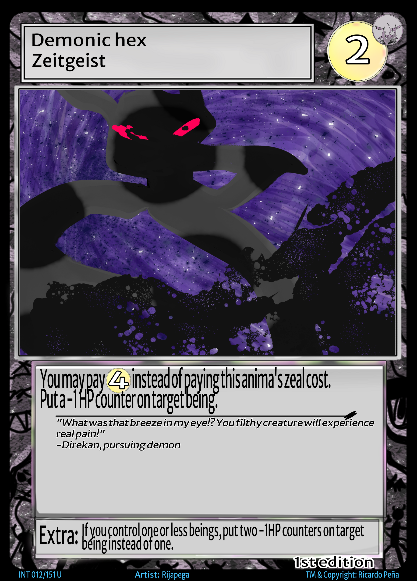 Demonic hex
Zeitgeist
2
You may pay 4 instead of paying this anima's zeal cost.
Put a -1HP counter on target being.
"What was that breeze in my eye!? You filthy creature will experience
real pain!"
-Direkan, pursuing demon
Extra: If you control one or less beings, put two -1HP counters on target
being instead of one.
1st edition
INT 012/151 U Artist: Rijapega TM & Copyright: Ricardo Peña